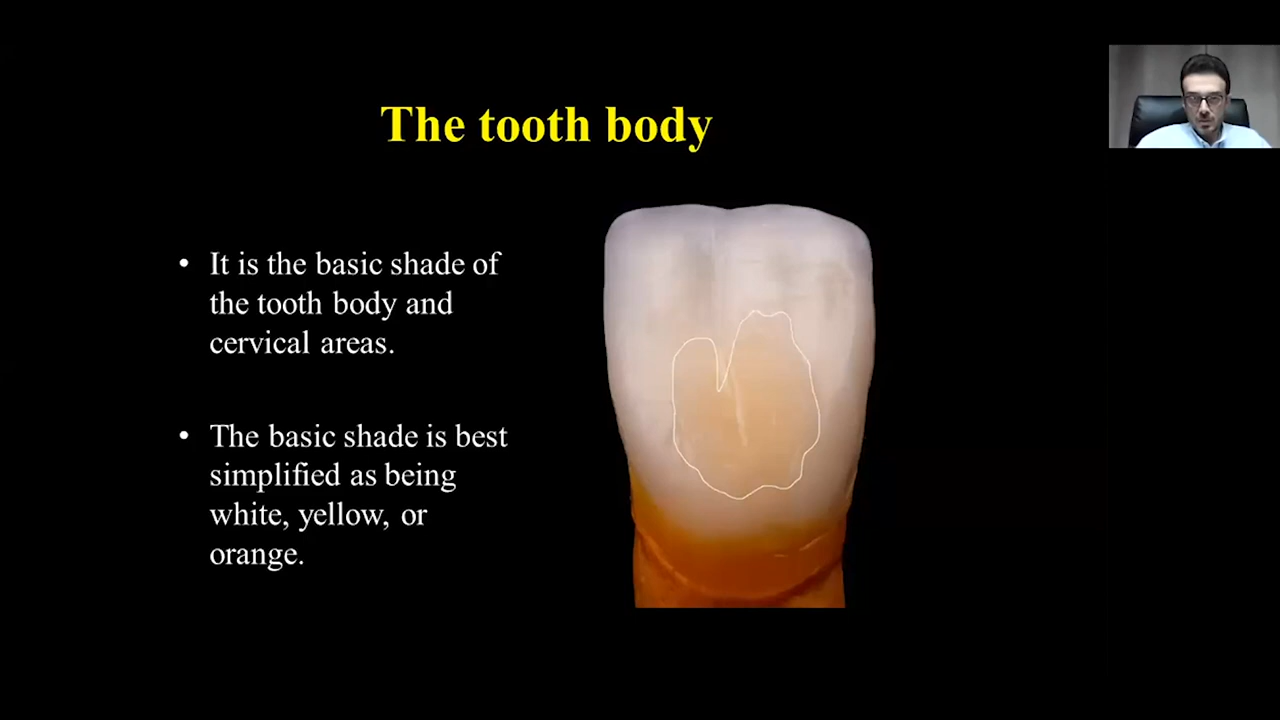 The tooth body
• It is the basic shade of
the tooth body and
cervical areas.
• The basic shade is best
simplified as being
white, yellow, or
orange.